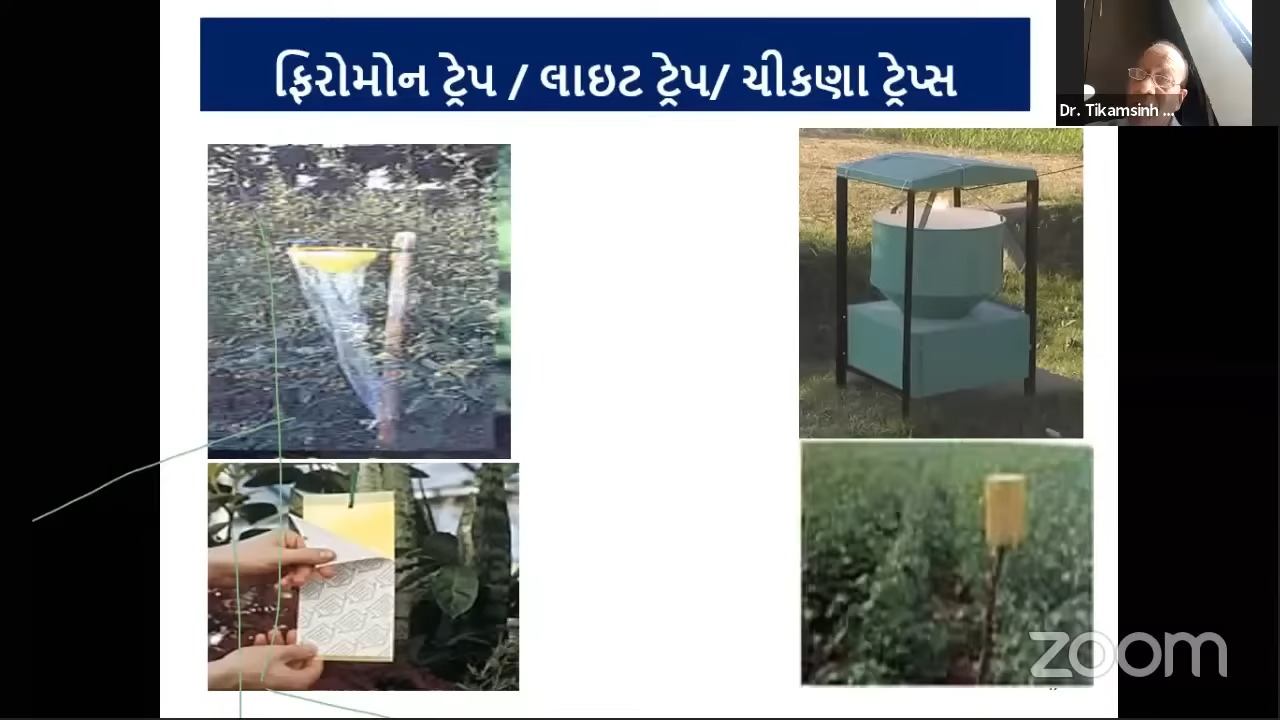 ફિરોમોન ટ્રેપ / લાઇટ ટ્રેપ/ ચીકણા ટ્રેપ્સ
Dr. Tikamsinh ...
zoom